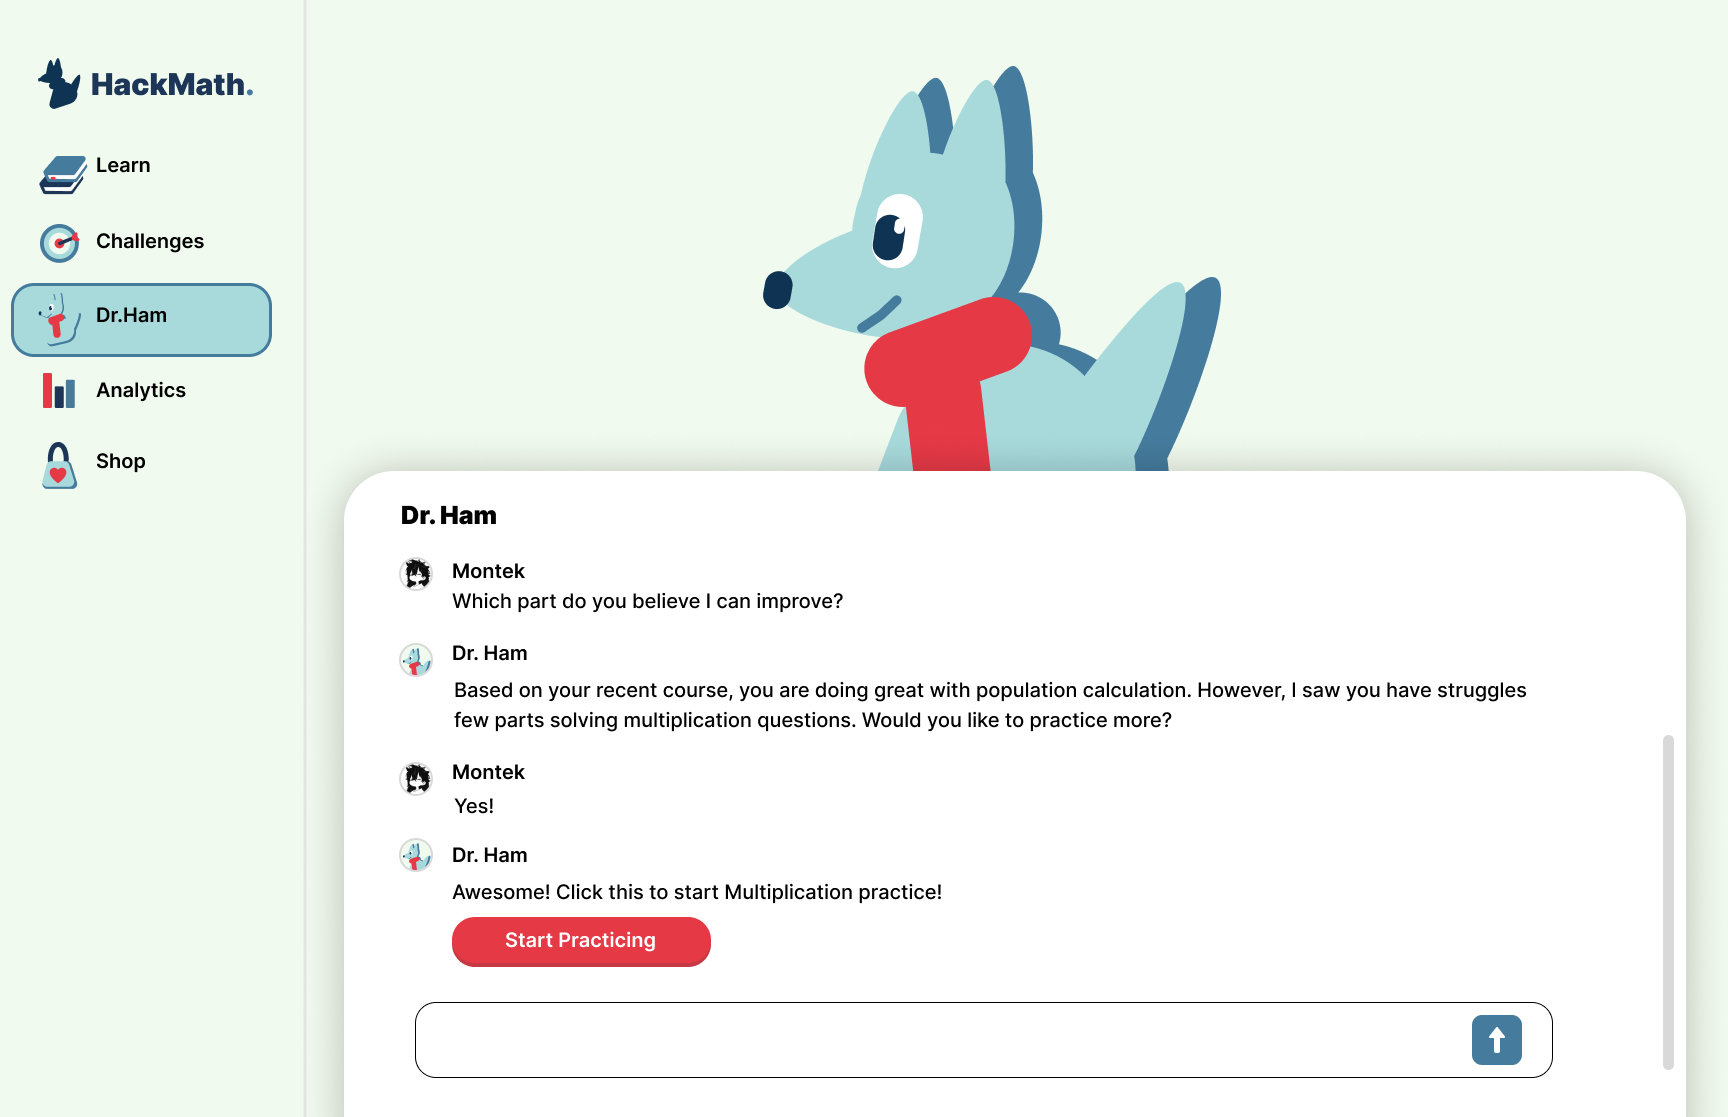 HackMath.
Learn
Challenges
Dr.Ham
Analytics
Shop
Dr. Ham
Montek
Which part do you believe I can improve?
Dr. Ham
Based on your recent course, you are doing great with population calculation. However, I saw you have struggles
few parts solving multiplication questions. Would you like to practice more?
Montek
Yes!
Dr. Ham
Awesome! Click this to start Multiplication practice!
Start Practicing